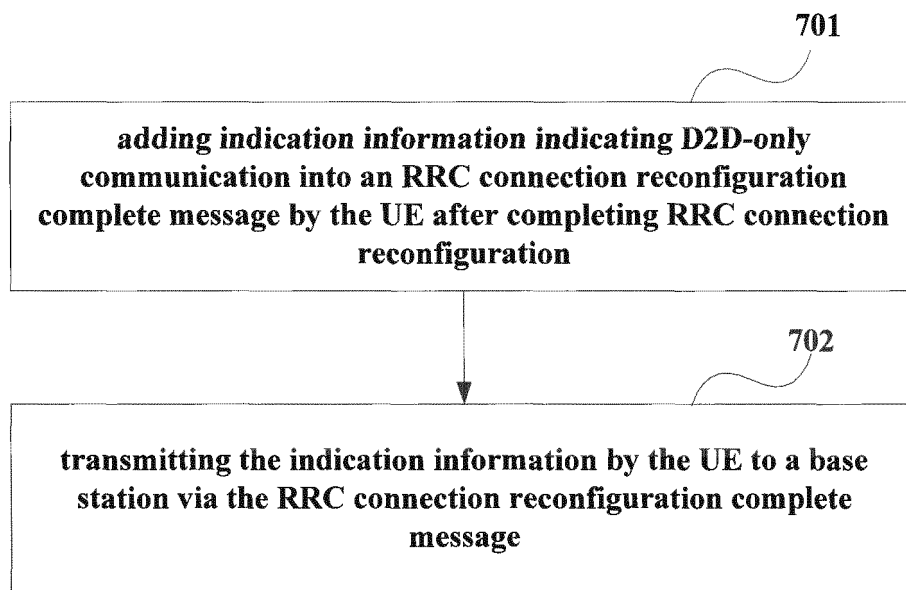 701
adding indication information indicating D2D-only
communication into an RRC connection reconfiguration
complete message by the UE after completing RRC connection
reconfiguration
702
transmitting the indication information by the UE to a base
station via the RRC connection reconfiguration complete
message